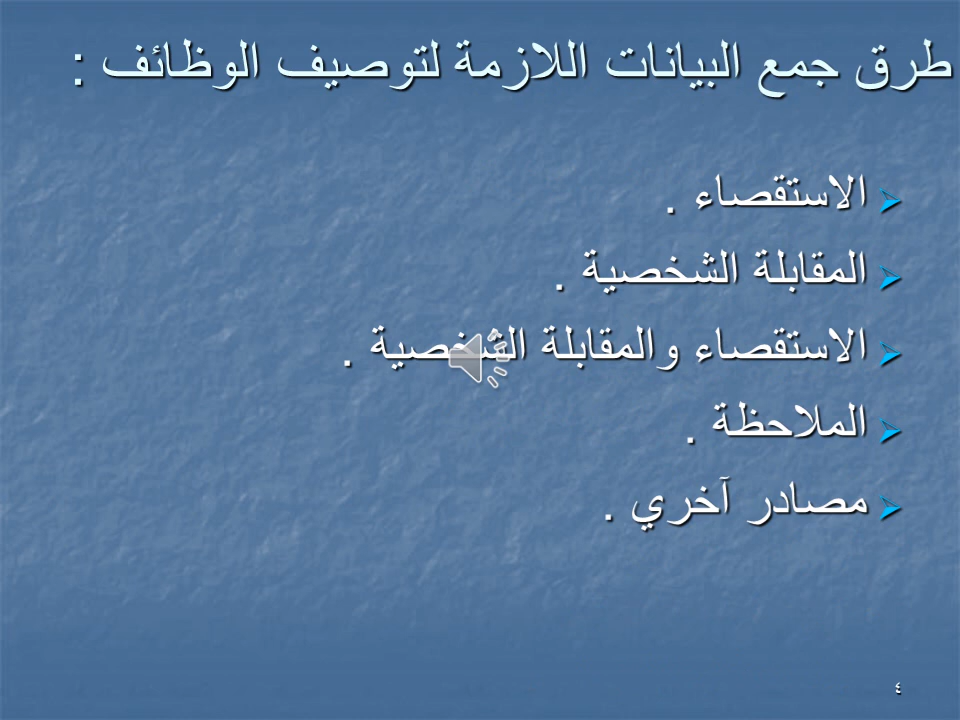 طرق جمع البيانات اللازمة لتوصيف الوظائف :
الاستقصاء .
المقابلة الشخصية .
الاستقصاء والمقابلة الشخصية .
الملاحظة .
مصادر آخري .
٤